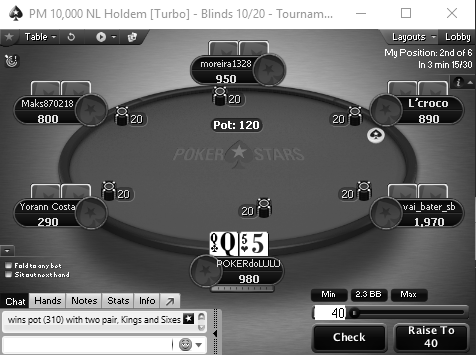 PM 10,000 NL Holdem [Turbo] - Blinds 10/20 - Tournam...
Table
Layouts
Lobby
My Position: 2nd of 6
In 3 min 15/30
moreira1328
950
20
Maks870218
800
20
L'croco
890
20
Pot: 120
POKER STARS
Yorann Costa
290
20
vai_bater_sb
1,970
20
20
Q Q 5 5
POKERdoLULU
980
Fold to any bet
Sit out next hand
Chat Hands Notes Stats Info
wins pot (310) with two pair, Kings and Sixes
Min 2.3 BB Max
40
Check
Raise To
40